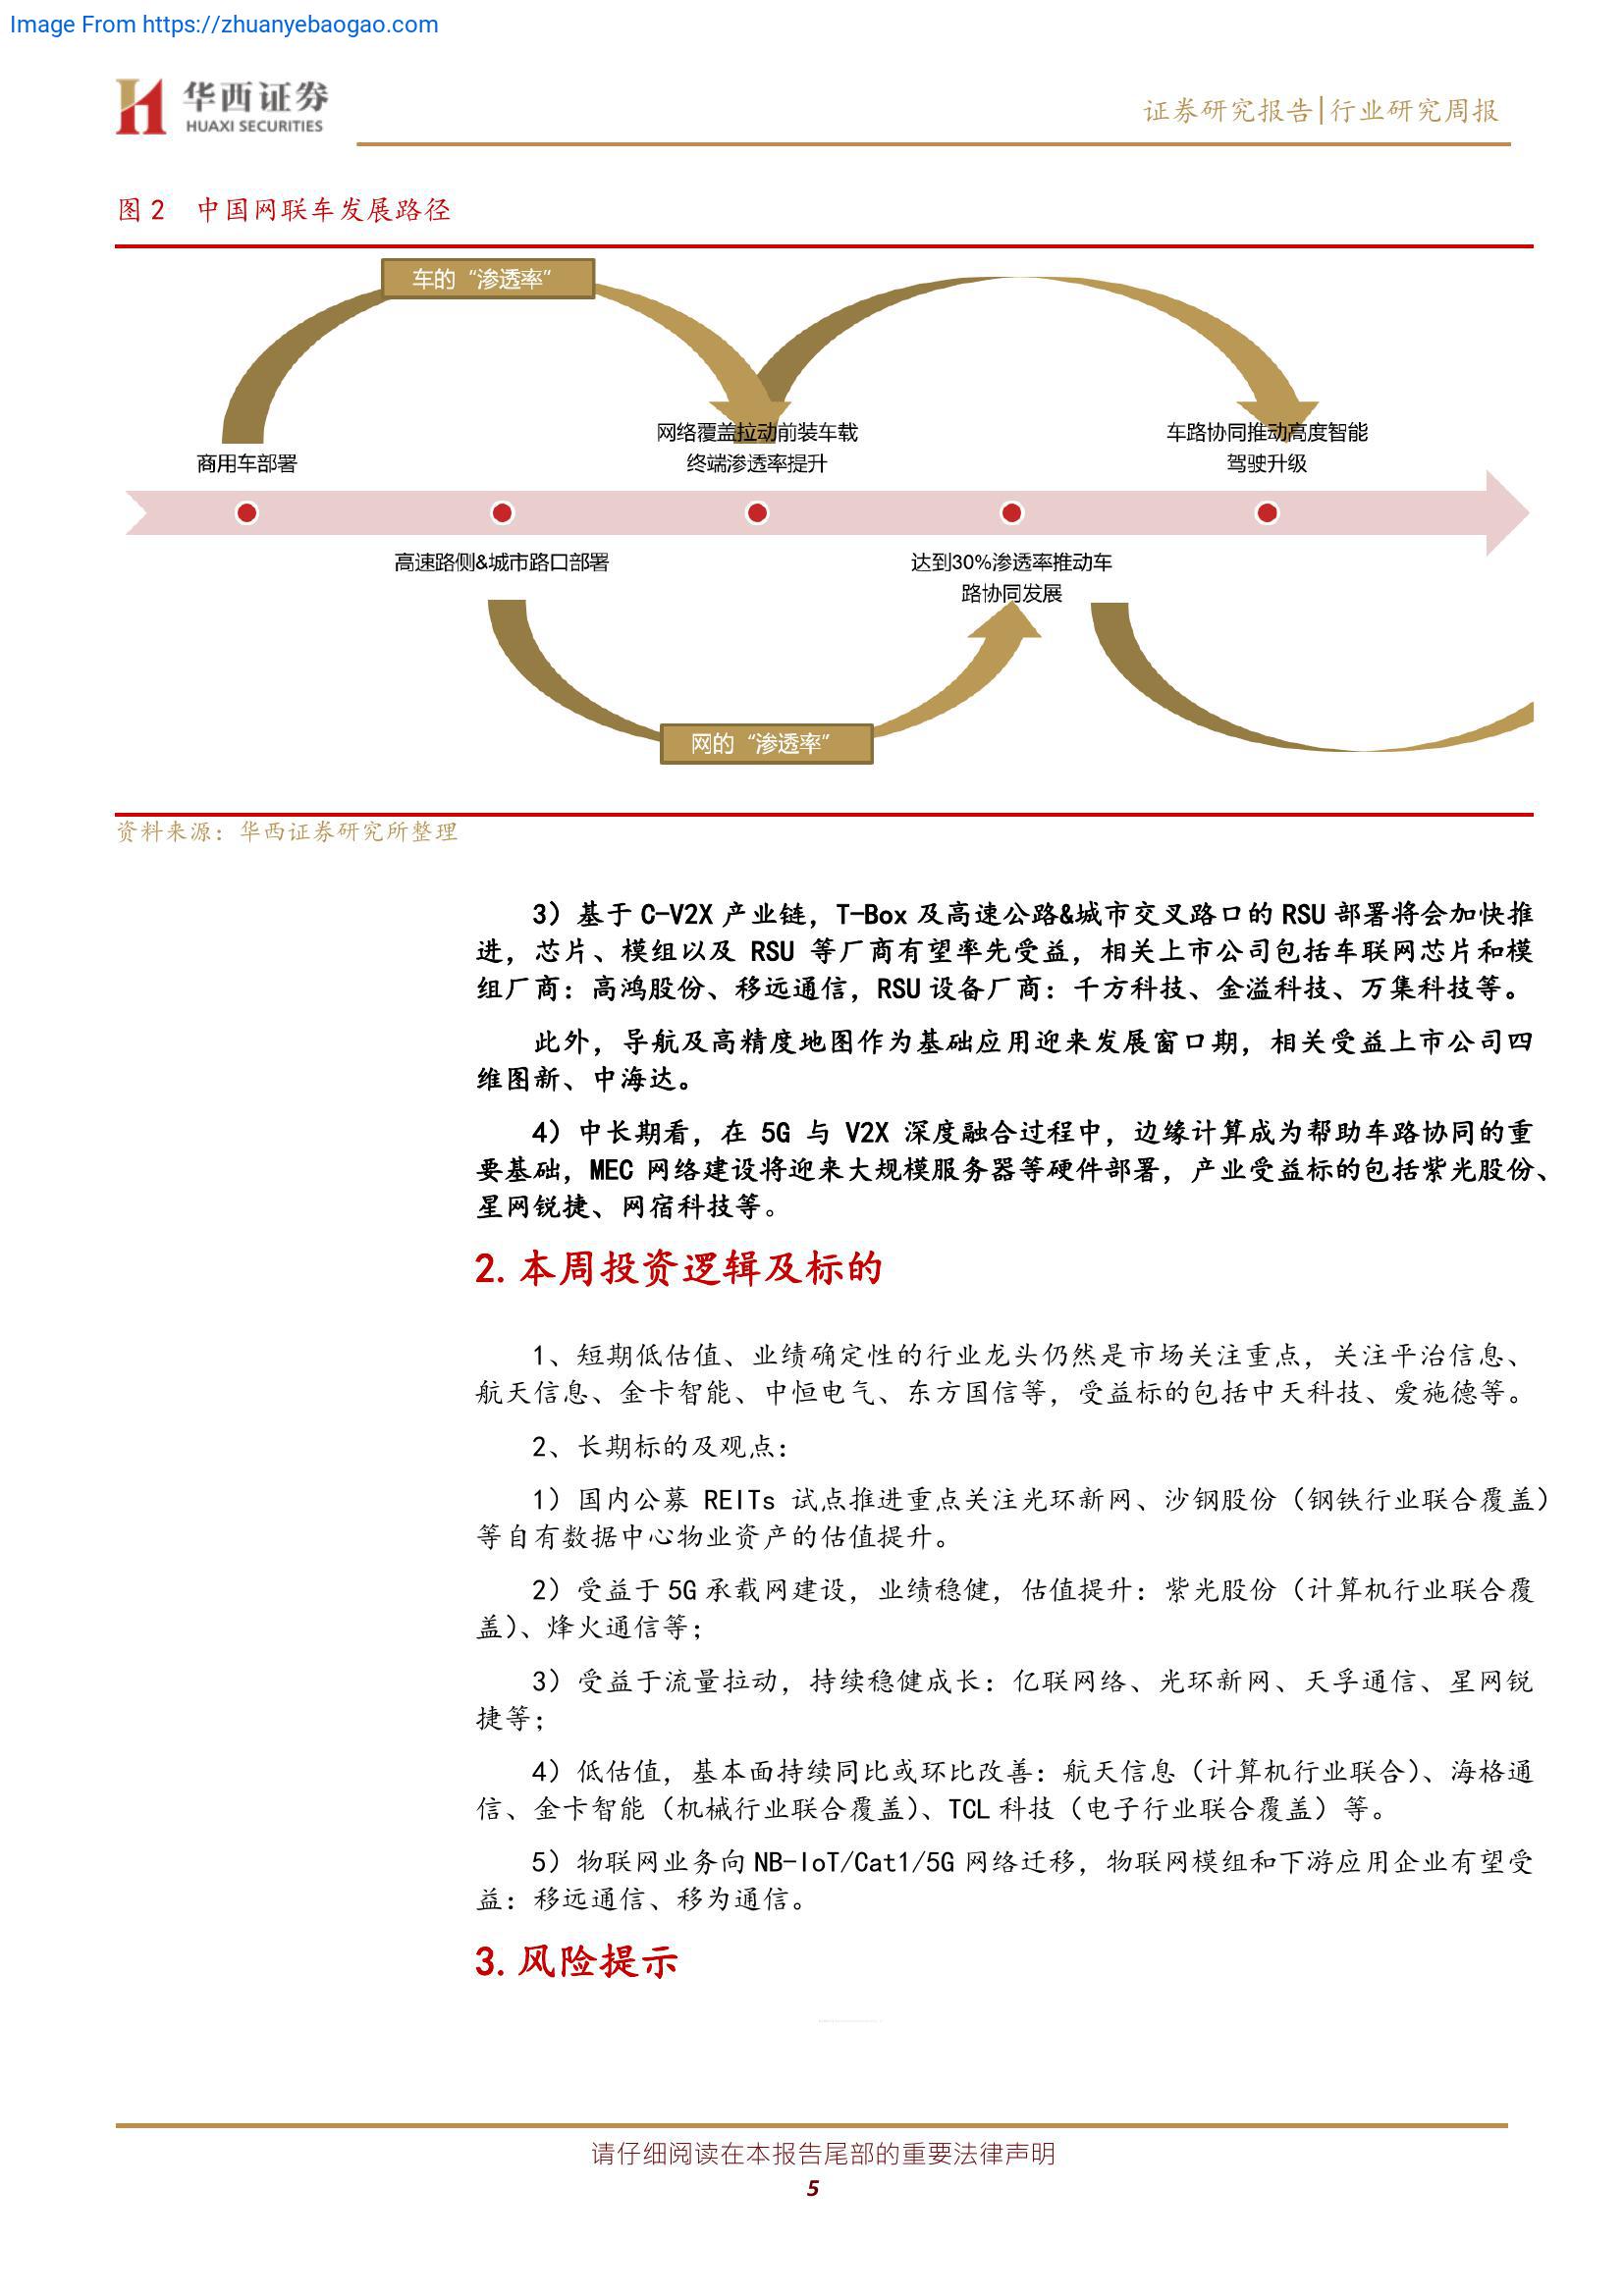 Image From https://zhuanyebaogao.com
华西证券
HUAXI SECURITIES
证券研究报告|行业研究周报
图 2 中国网联车发展路径
车的“渗透率”
网络覆盖拉动前装车载
终端渗透率提升
车路协同推动高度智能
驾驶升级
商用车部署
高速路侧&城市路口部署
达到30%渗透率推动车
路协同发展
网的“渗透率”
资料来源：华西证券研究所整理
3）基于 C-V2X 产业链，T-Box 及高速公路&城市交叉路口的 RSU 部署将会加快推
进，芯片、模组以及 RSU 等厂商有望率先受益，相关上市公司包括车联网芯片和模
组厂商：高鸿股份、移远通信，RSU 设备厂商：千方科技、金溢科技、万集科技等。
此外，导航及高精度地图作为基础应用迎来发展窗口期，相关受益上市公司四
维图新、中海达。
4）中长期看，在 5G 与 V2X 深度融合过程中，边缘计算成为帮助车路协同的重
要基础，MEC 网络建设将迎来大规模服务器等硬件部署，产业受益标的包括紫光股份、
星网锐捷、网宿科技等。
2. 本周投资逻辑及标的
1、短期低估值、业绩确定性的行业龙头仍然是市场关注重点，关注平治信息、
航天信息、金卡智能、中恒电气、东方国信等，受益标的包括中天科技、爱施德等。
2、长期标的及观点：
1）国内公募 REITs 试点推进重点关注光环新网、沙钢股份（钢铁行业联合覆盖）
等自有数据中心物业资产的估值提升。
2）受益于 5G 承载网建设，业绩稳健，估值提升：紫光股份（计算机行业联合覆
盖）、烽火通信等；
3）受益于流量拉动，持续稳健成长：亿联网络、光环新网、天孚通信、星网锐
捷等；
4）低估值，基本面持续同比或环比改善：航天信息（计算机行业联合）、海格通
信、金卡智能（机械行业联合覆盖）、TCL 科技（电子行业联合覆盖）等。
5）物联网业务向 NB-IoT/Cat1/5G 网络迁移，物联网模组和下游应用企业有望受
益：移远通信、移为通信。
3. 风险提示
请仔细阅读在本报告尾部的重要法律声明
5